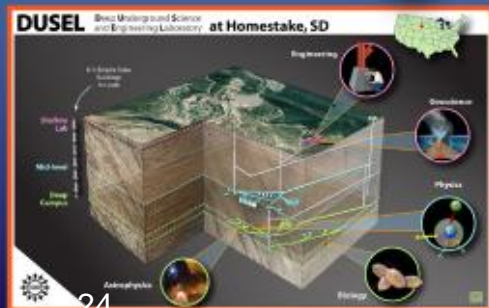 DUSEL Deep Underground Science
and Engineering Laboratory at Homestake, SD
Engineering
Shallow
Lab
Geoscience
Mid-level
Physics
Deep
Campus
Astrophysics
Biology
24